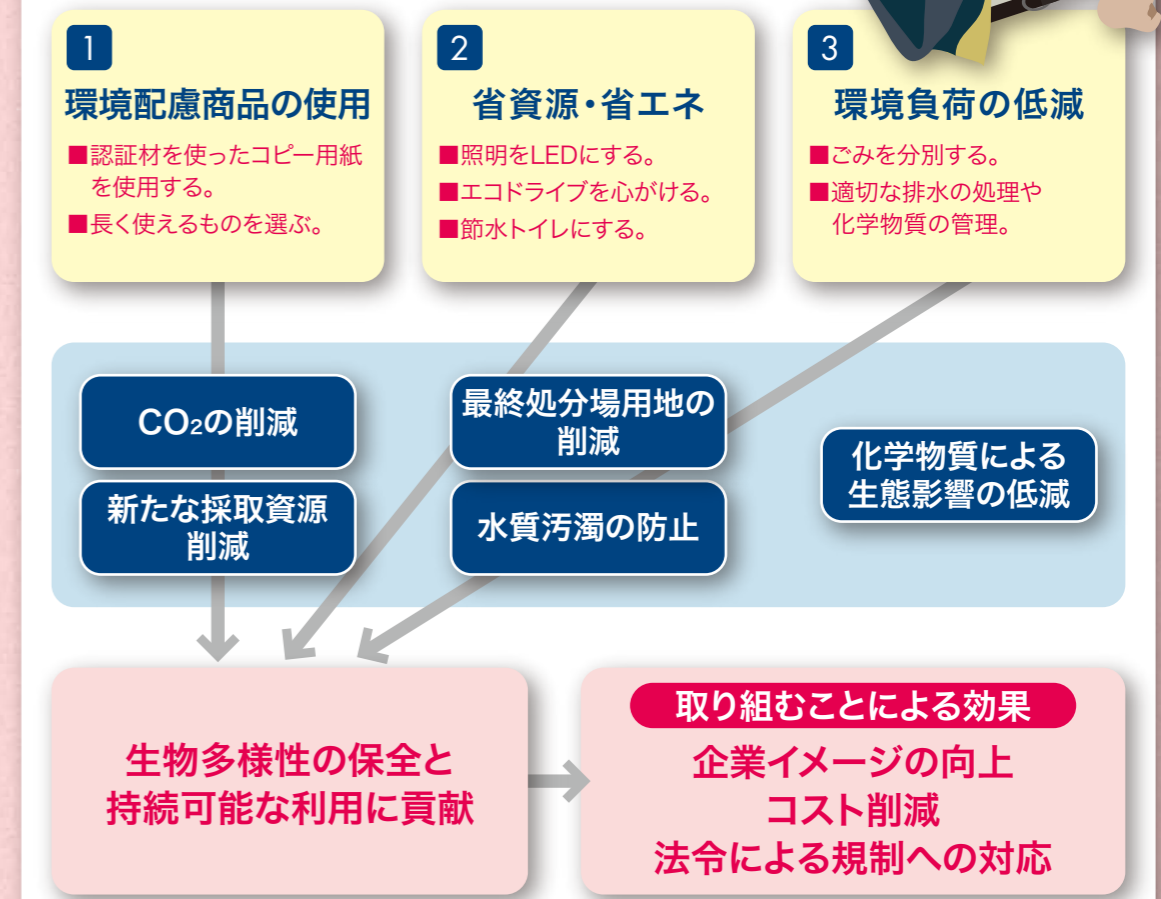 1
環境配慮商品の使用
■認証材を使ったコピー用紙
を使用する。
■長く使えるものを選ぶ。
2
省資源・省エネ
■照明をLEDにする。
■エコドライブを心がける。
■節水トイレにする。
3
環境負荷の低減
■ごみを分別する。
■適切な排水の処理や
化学物質の管理。
CO₂の削減
新たな採取資源
削減
最終処分場用地の
削減
水質汚濁の防止
化学物質による
生態影響の低減
生物多様性の保全と
持続可能な利用に貢献
取り組むことによる効果
企業イメージの向上
コスト削減
法令による規制への対応